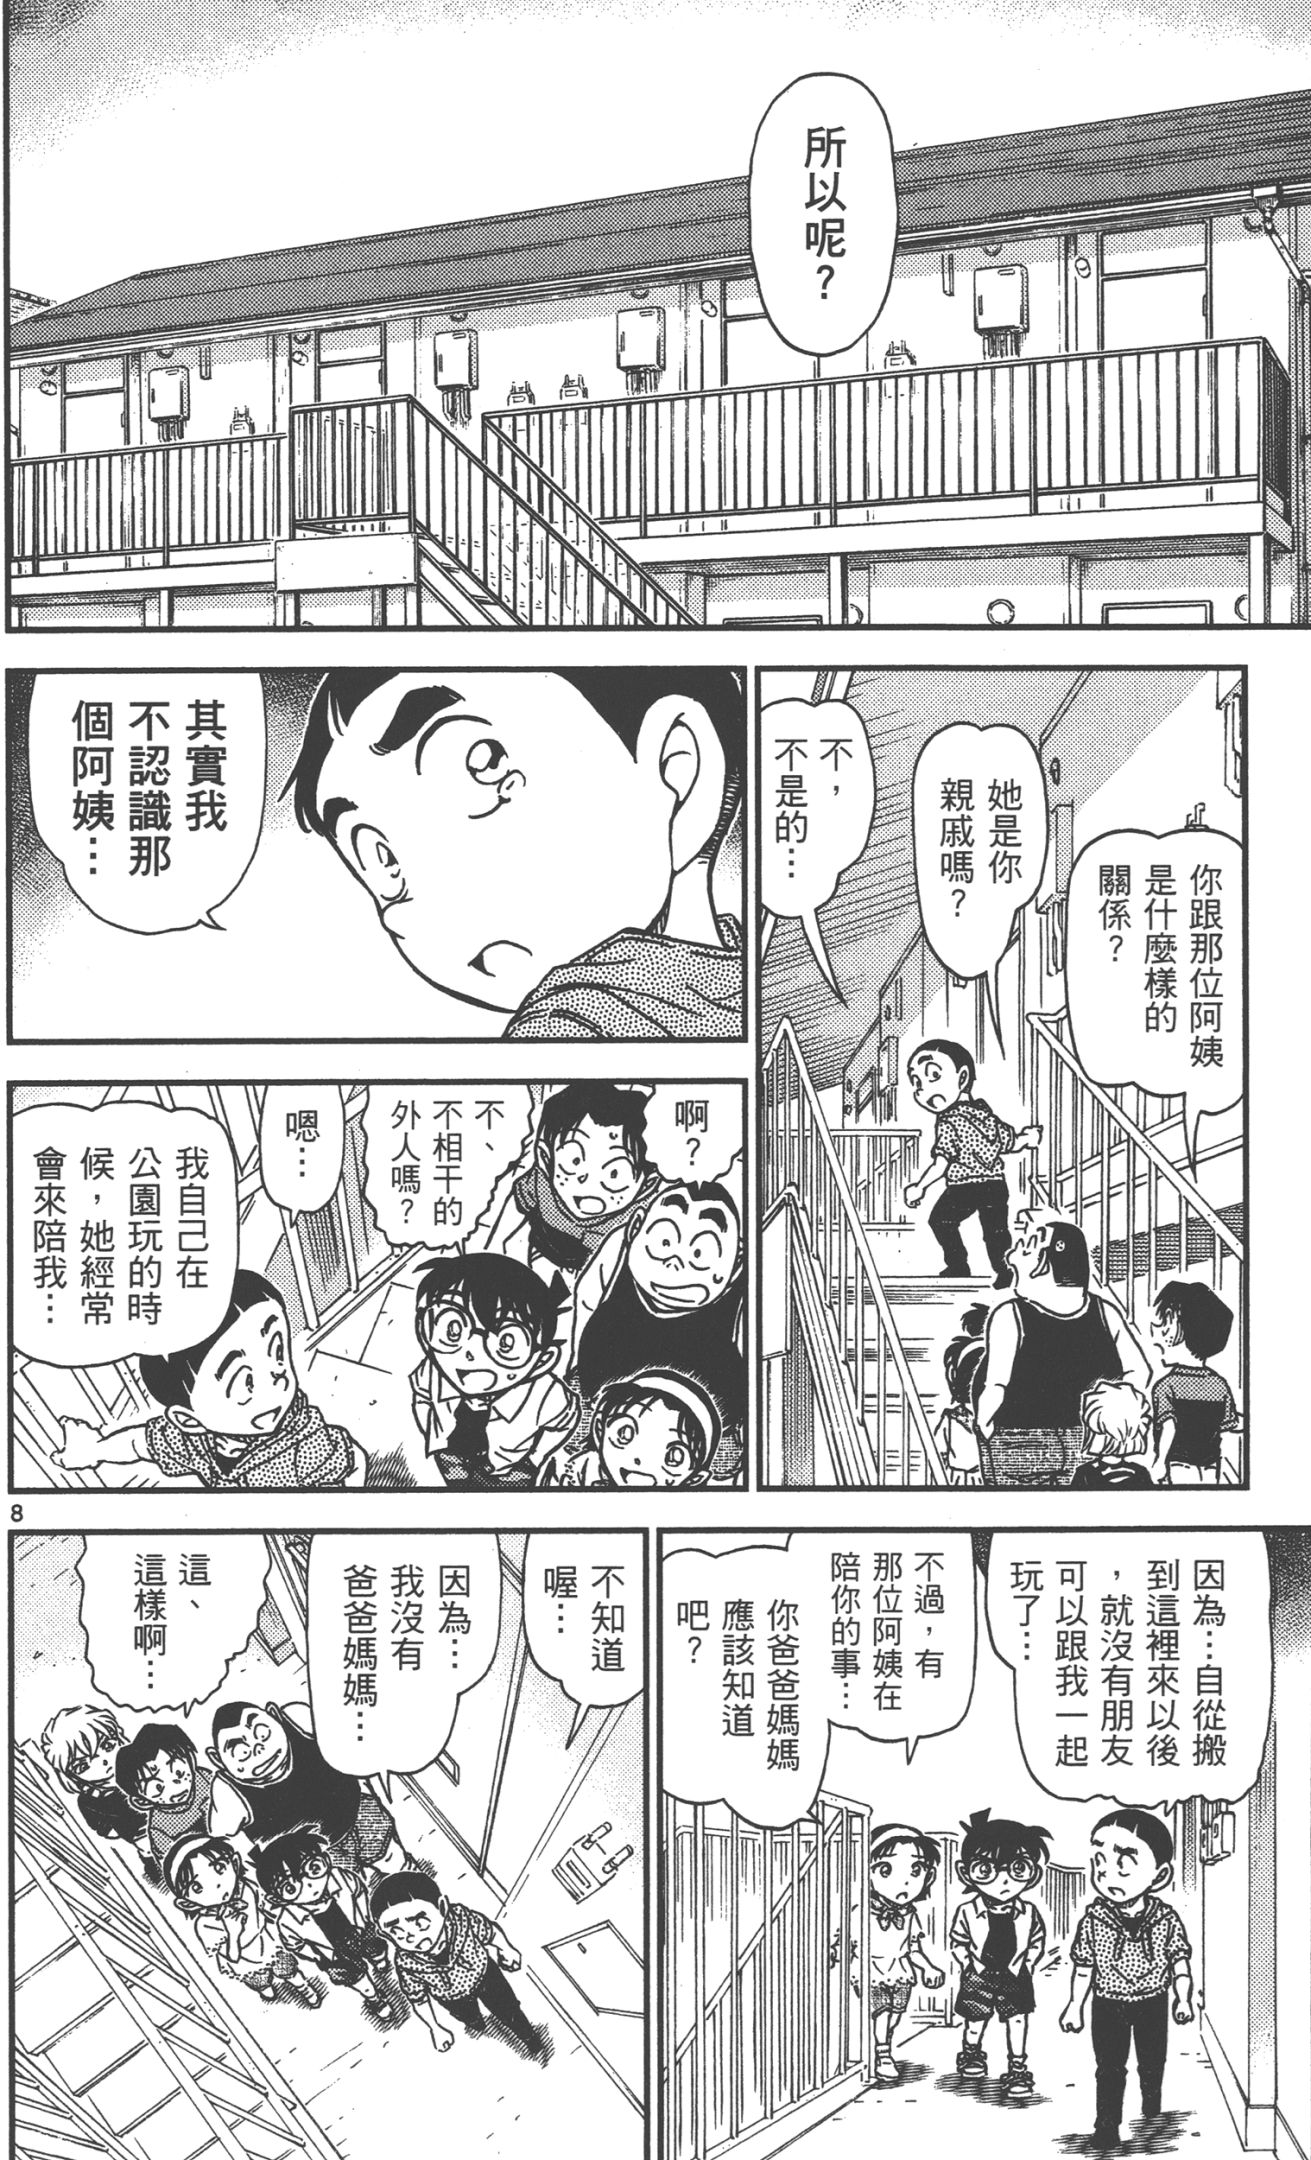 所以呢？
你跟那位阿姨
是什麼樣的
關係？
她是你
親戚嗎？
不，
不是的…
其實我
不認識那
個阿姨…
啊？
不、
不相干的
外人嗎？
嗯…
我自己在
公園玩的時
候，她經常
會來陪我…
8
因為…自從搬
到這裡來以後
，就沒有朋友
可以跟我一起
玩了…
不過，有
那位阿姨在
陪你的事…
你爸爸媽媽
應該知道
吧？
不知道
喔…
因為…
我沒有
爸爸媽媽…
這、
這樣啊…